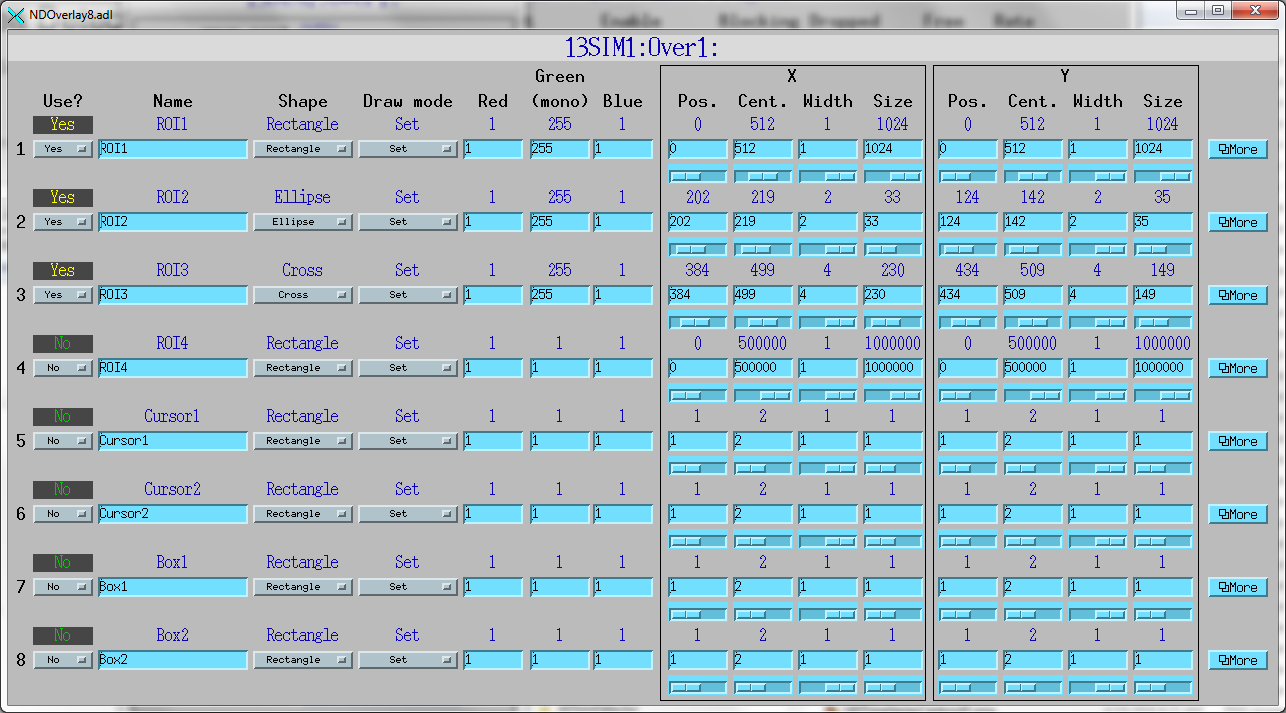 NDOverlay8.adl
Enable Blocking Dropped Free Rate
13SIM1:Over1:
Green X Y
Use? Name Shape Draw mode Red (mono) Blue Pos. Cent. Width Size Pos. Cent. Width Size
Yes ROI1 Rectangle Set 1 255 1 0 512 1 1024 0 512 1 1024
1 Yes ROI1 Rectangle Set 1 255 1 0 512 1 1024 0 512 1 1024 More
Yes ROI2 Ellipse Set 1 255 1 202 219 2 33 124 142 2 35
2 Yes ROI2 Ellipse Set 1 255 1 202 219 2 33 124 142 2 35 More
Yes ROI3 Cross Set 1 255 1 384 499 4 230 434 509 4 149
3 Yes ROI3 Cross Set 1 255 1 384 499 4 230 434 509 4 149 More
No ROI4 Rectangle Set 1 1 1 0 500000 1 1000000 0 500000 1 1000000
4 No ROI4 Rectangle Set 1 1 1 0 500000 1 1000000 0 500000 1 1000000 More
No Cursor1 Rectangle Set 1 1 1 1 2 1 1 1 2 1 1
5 No Cursor1 Rectangle Set 1 1 1 1 2 1 1 1 2 1 1 More
No Cursor2 Rectangle Set 1 1 1 1 2 1 1 1 2 1 1
6 No Cursor2 Rectangle Set 1 1 1 1 2 1 1 1 2 1 1 More
No Box1 Rectangle Set 1 1 1 1 2 1 1 1 2 1 1
7 No Box1 Rectangle Set 1 1 1 1 2 1 1 1 2 1 1 More
No Box2 Rectangle Set 1 1 1 1 2 1 1 1 2 1 1
8 No Box2 Rectangle Set 1 1 1 1 2 1 1 1 2 1 1 More